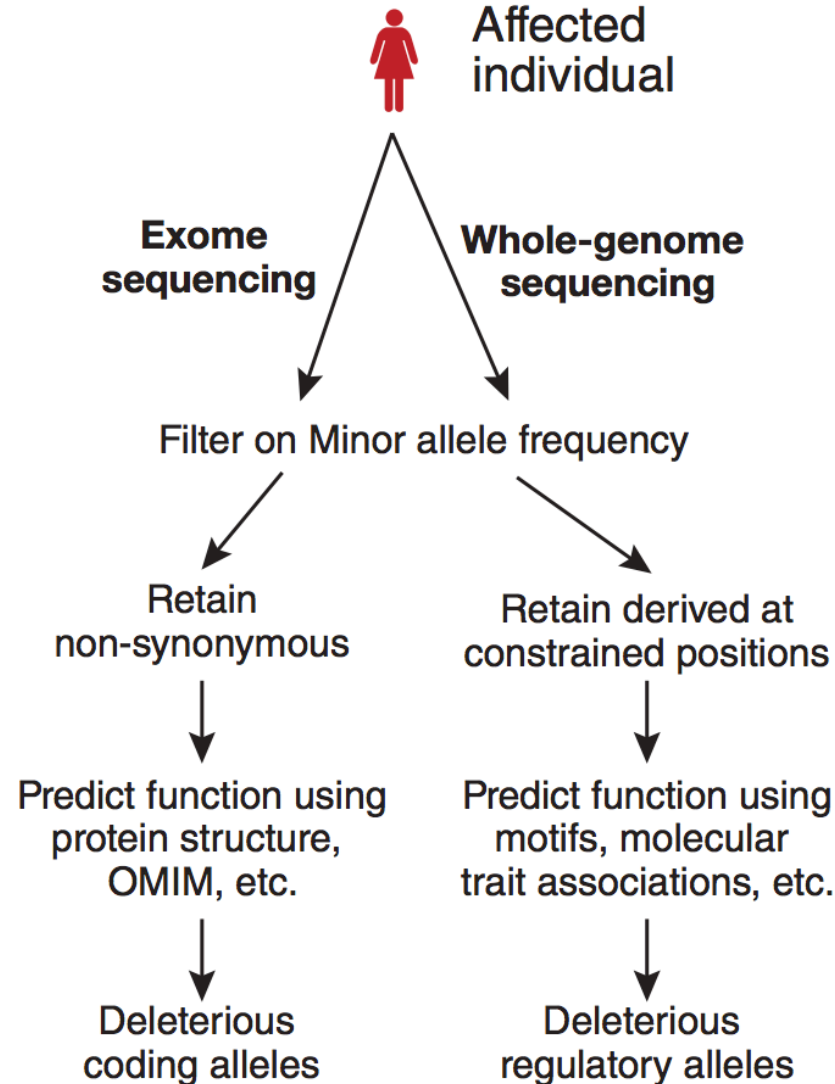 Affected
individual
Exome
sequencing
Whole-genome
sequencing
Filter on Minor allele frequency
Retain
non-synonymous
Retain derived at
constrained positions
Predict function using
protein structure,
OMIM, etc.
Predict function using
motifs, molecular
trait associations, etc.
Deleterious
coding alleles
Deleterious
regulatory alleles